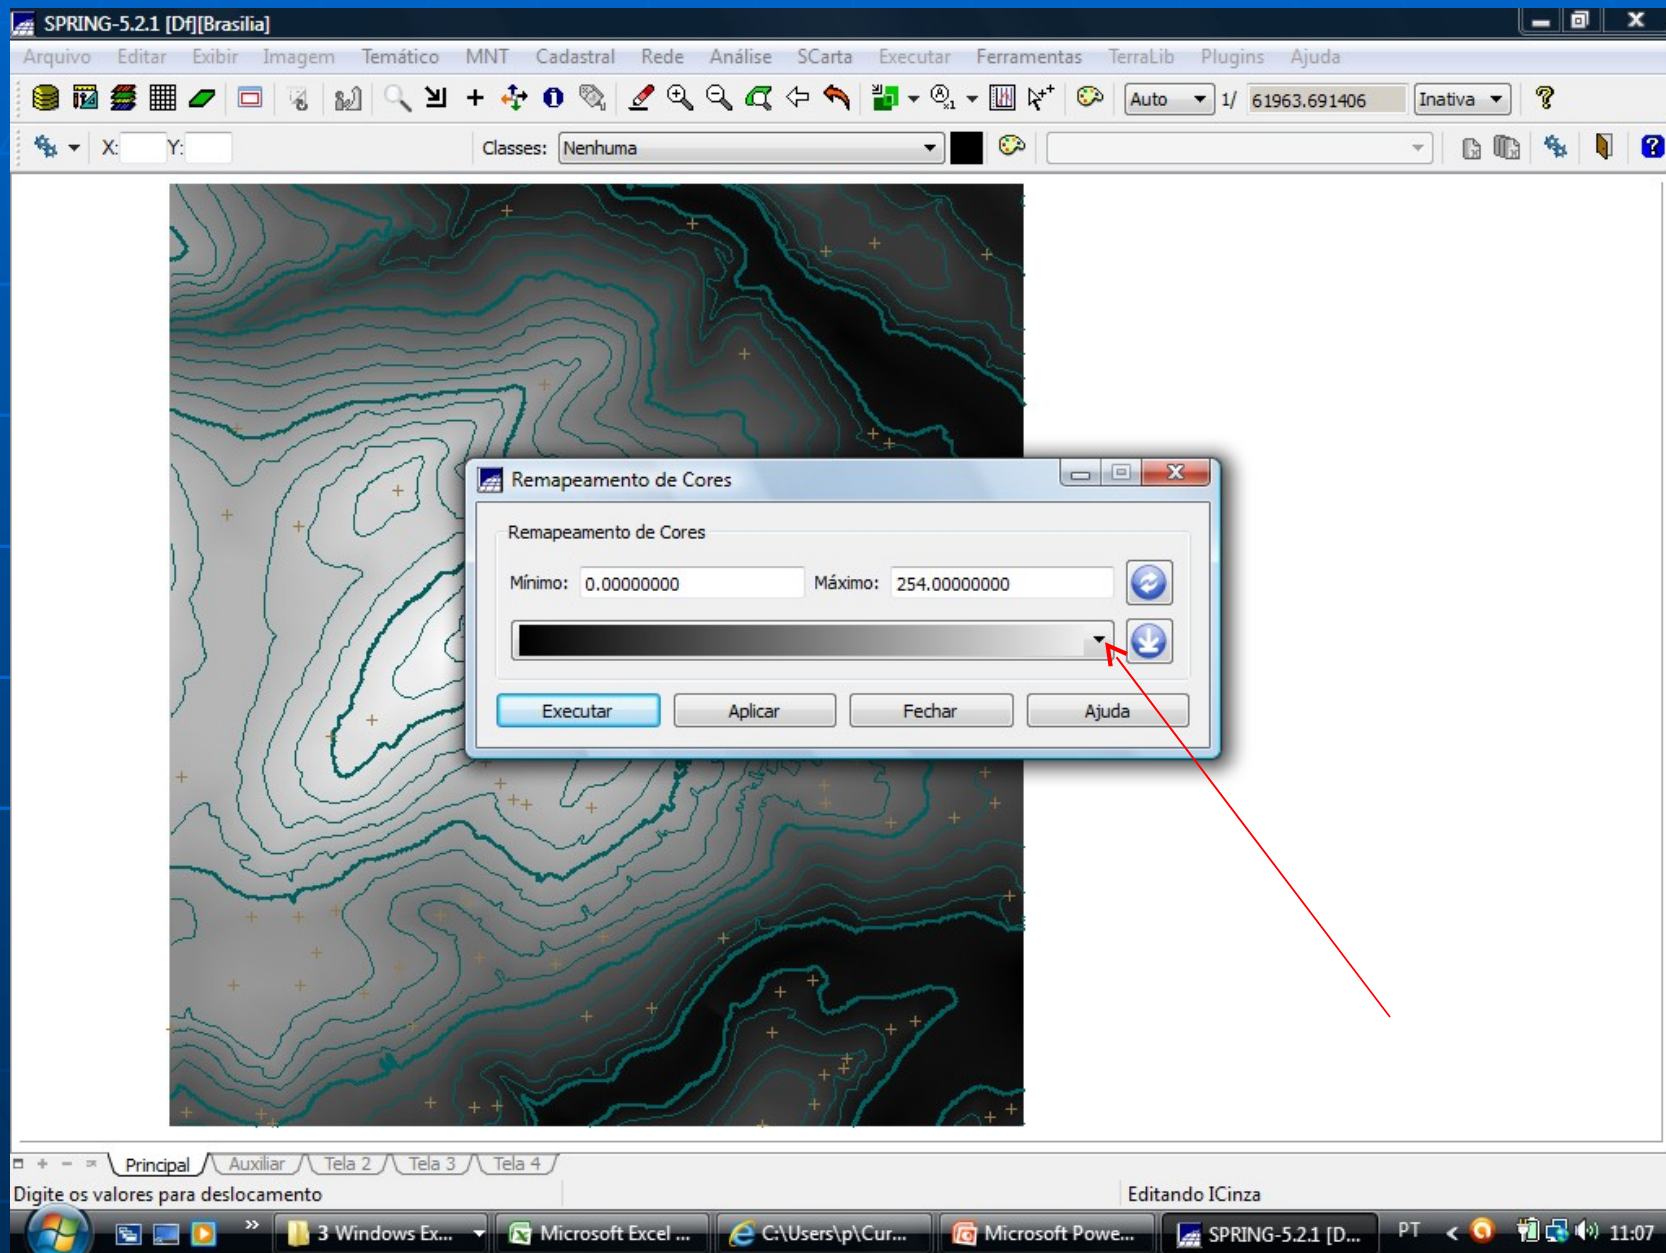 SPRING-5.2.1 [Df][Brasilia]
Arquivo Editar Exibir Imagem Temático MNT Cadastral Rede Análise SCarta Executar Ferramentas TerraLib Plugins Ajuda
Auto 1/ 61963.691406 Inativa
X: Y: Classes: Nenhuma
Remapeamento de Cores
Remapeamento de Cores
Mínimo: 0.00000000 Máximo: 254.00000000
Executar Aplicar Fechar Ajuda
Principal Auxiliar Tela 2 Tela 3 Tela 4
Digite os valores para deslocamento Editando ICinza
3 Windows Ex... Microsoft Excel ... C:\Users\p\Cur... Microsoft Powe... SPRING-5.2.1 [D... PT 11:07